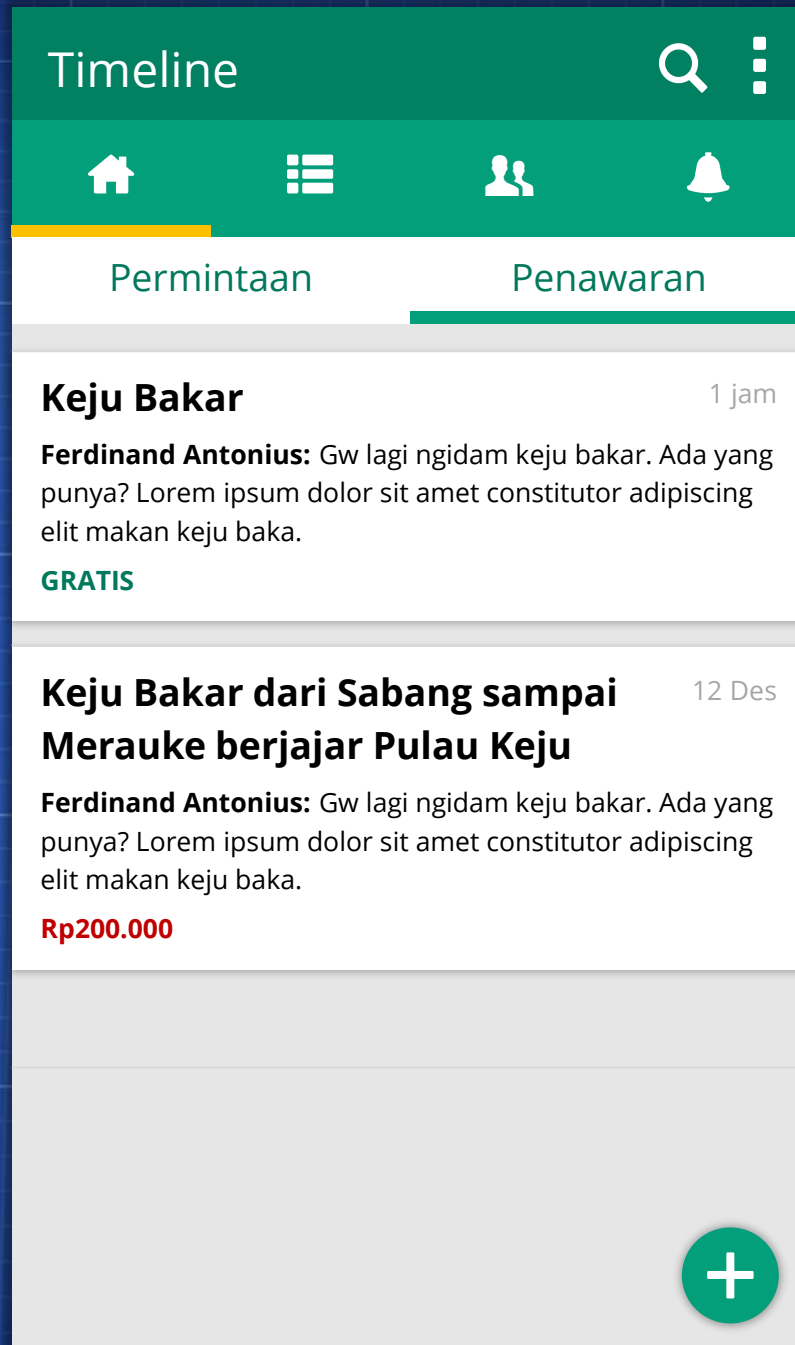 Timeline
Permintaan Penawaran
Keju Bakar 1 jam
Ferdinand Antonius: Gw lagi ngidam keju bakar. Ada yang
punya? Lorem ipsum dolor sit amet constitutor adipiscing
elit makan keju baka.
GRATIS
Keju Bakar dari Sabang sampai 12 Des
Merauke berjajar Pulau Keju
Ferdinand Antonius: Gw lagi ngidam keju bakar. Ada yang
punya? Lorem ipsum dolor sit amet constitutor adipiscing
elit makan keju baka.
Rp200.000